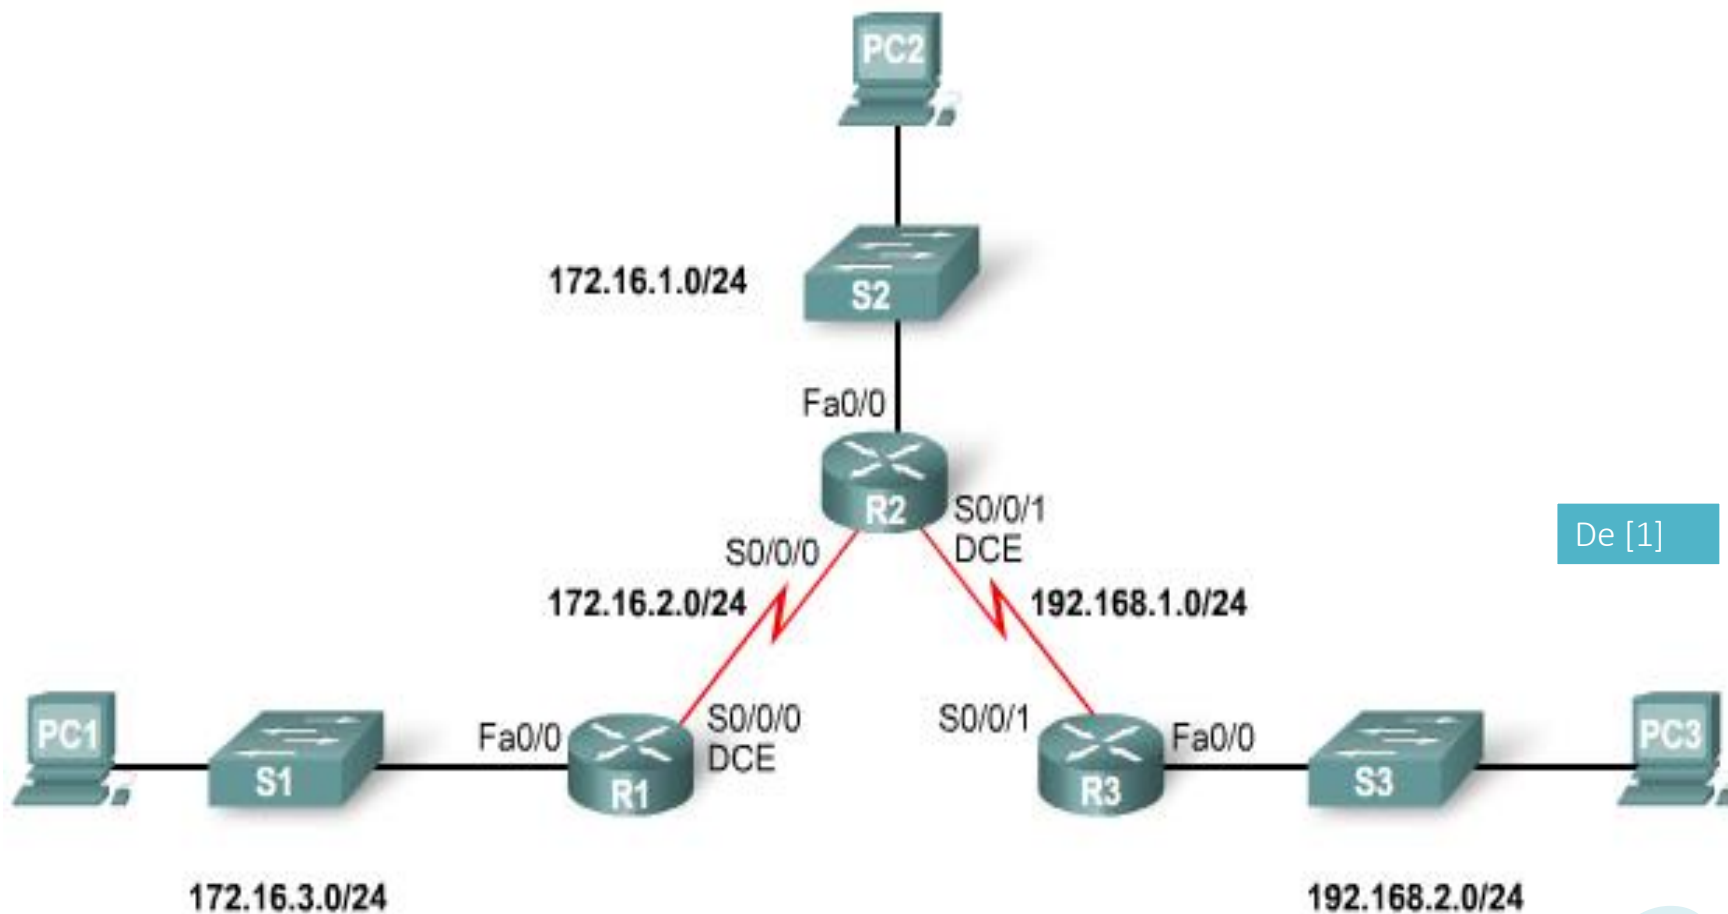 PC2
172.16.1.0/24
S2
Fa0/0
R2
S0/0/1
DCE
De [1]
S0/0/0
172.16.2.0/24
192.168.1.0/24
PC1
S1
Fa0/0
R1
S0/0/0
DCE
S0/0/1
R3
Fa0/0
S3
PC3
172.16.3.0/24
192.168.2.0/24